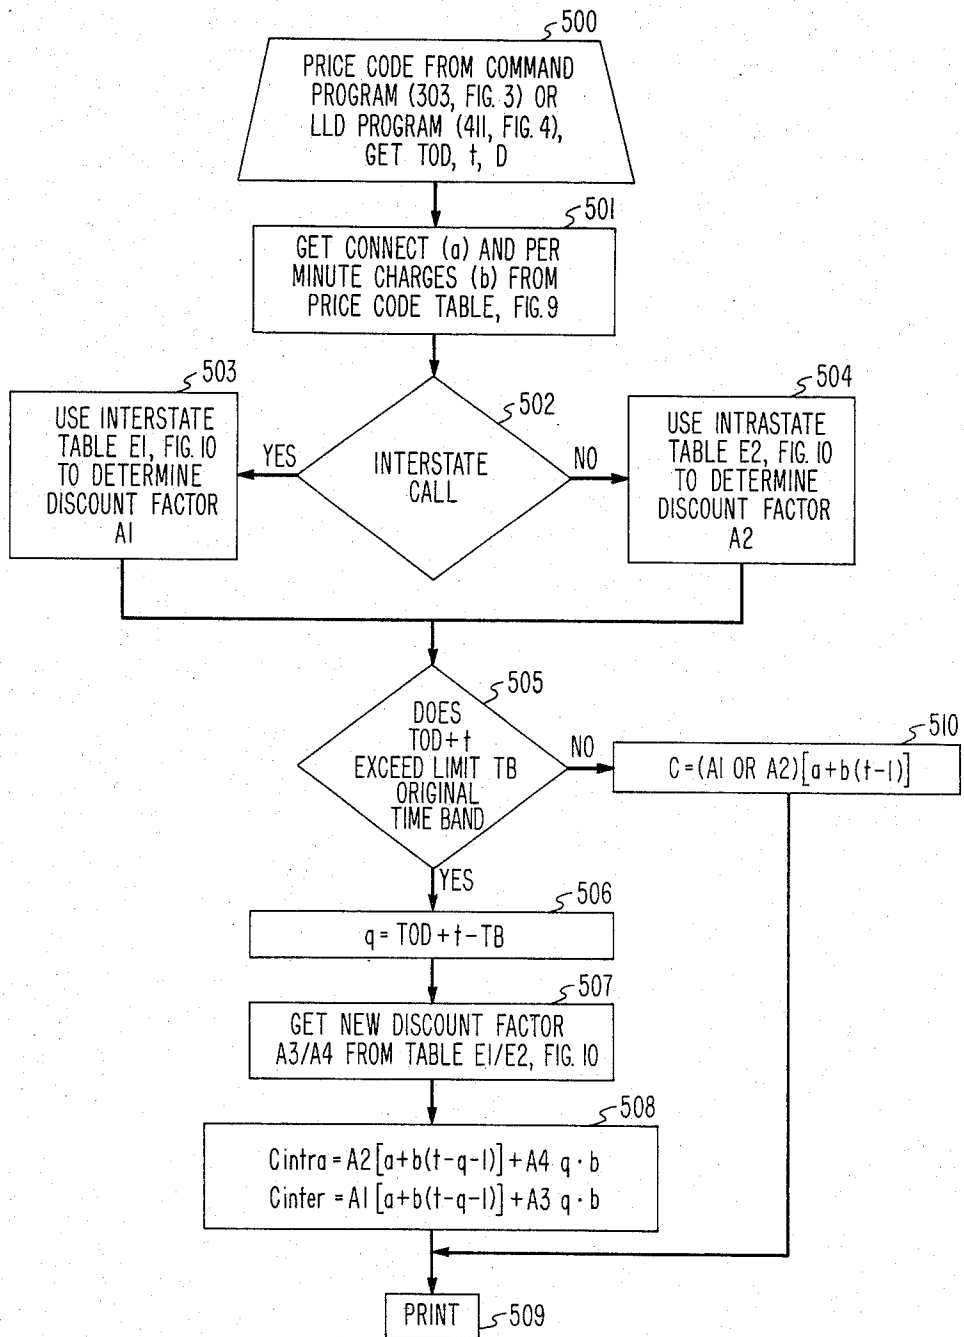 500
PRICE CODE FROM COMMAND
PROGRAM (303, FIG. 3) OR
LLD PROGRAM (411, FIG. 4),
GET TOD, t, D
501
GET CONNECT (a) AND PER
MINUTE CHARGES (b) FROM
PRICE CODE TABLE, FIG. 9
503
USE INTERSTATE
TABLE E1, FIG. 10
TO DETERMINE
DISCOUNT FACTOR
A1
YES
502
INTERSTATE
CALL
NO
504
USE INTRASTATE
TABLE E2, FIG. 10
TO DETERMINE
DISCOUNT FACTOR
A2
505
DOES
TOD+t
EXCEED LIMIT TB
ORIGINAL
TIME BAND
NO
510
C=(A1 OR A2)[a+b(t-1)]
YES
506
q=TOD+t-TB
507
GET NEW DISCOUNT FACTOR
A3/A4 FROM TABLE E1/E2, FIG. 10
508
Cintra=A2[a+b(t-q-1)]+A4 q·b
Cinter=A1[a+b(t-q-1)]+A3 q·b
PRINT
509